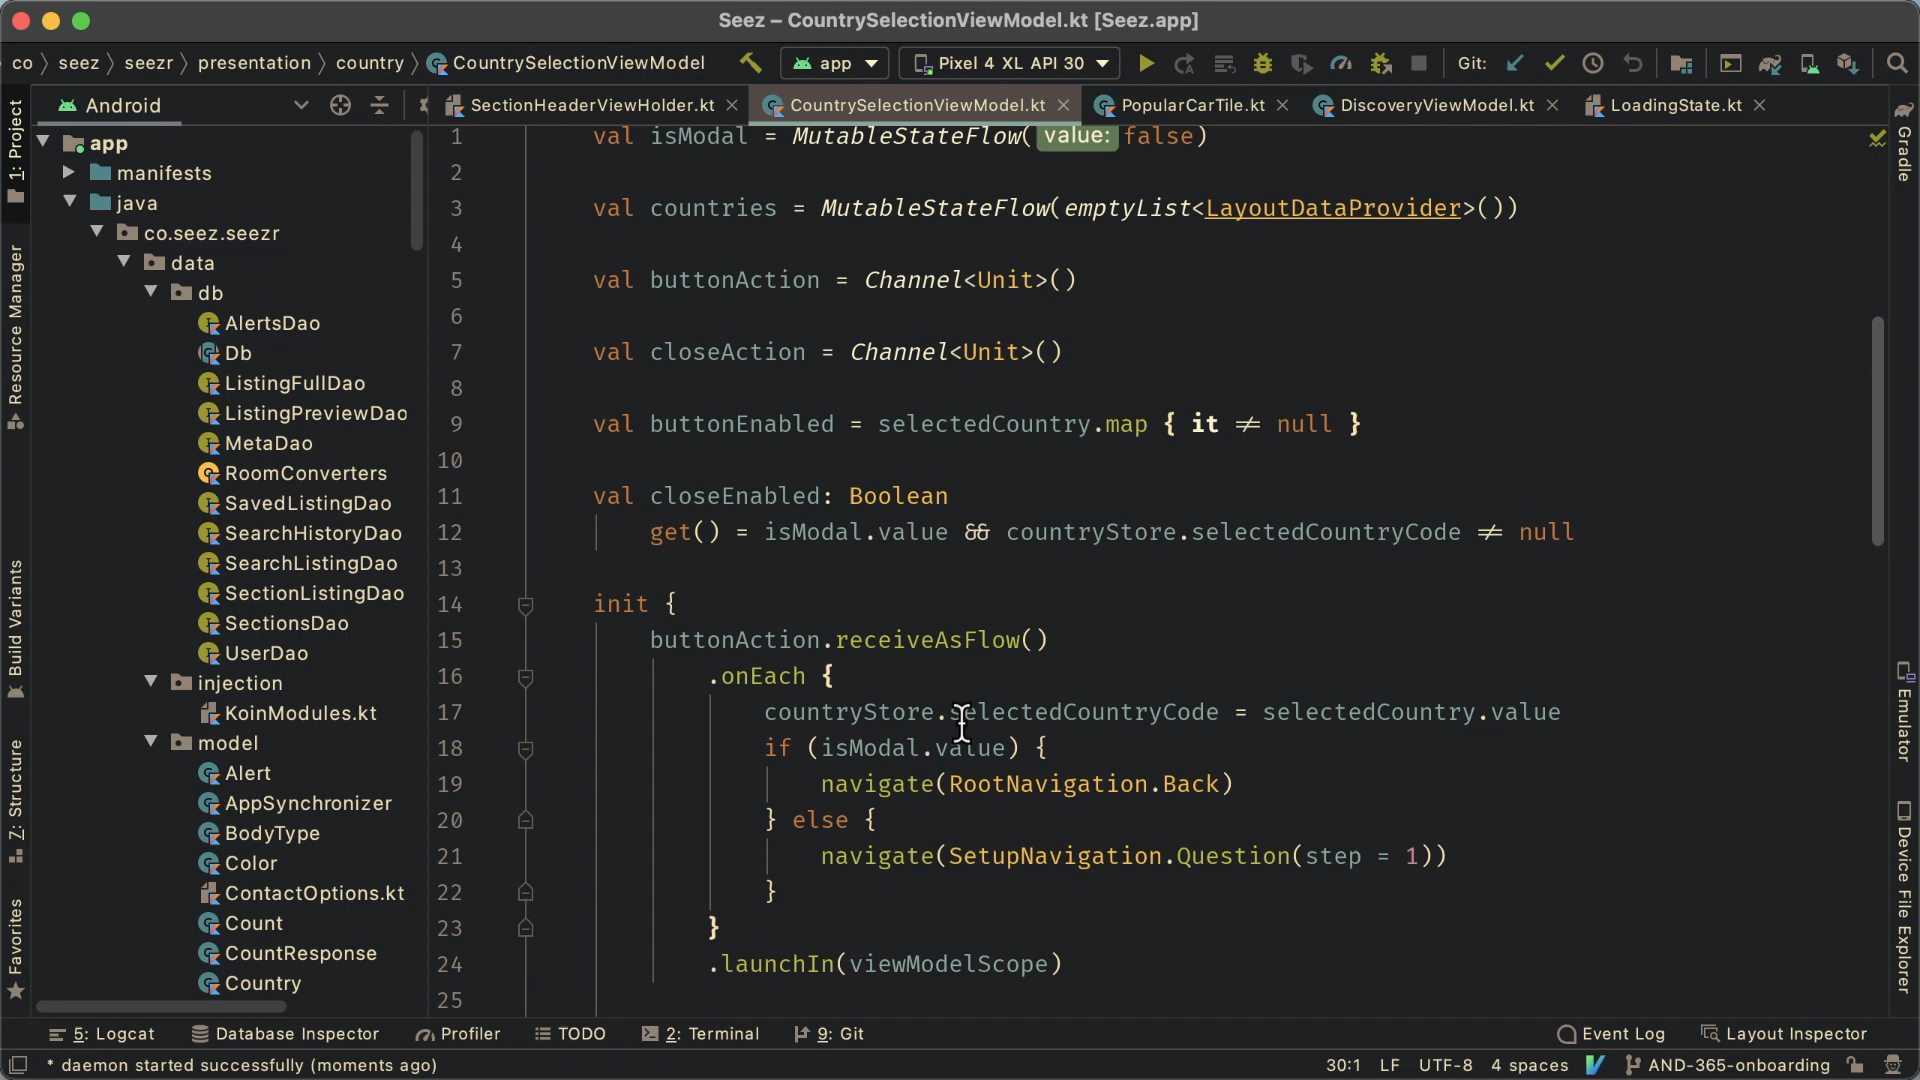 Seez – CountrySelectionViewModel.kt [Seez.app]
co 〉 seez 〉 seezr 〉 presentation 〉 country 〉 CountrySelectionViewModel
app
Pixel 4 XL API 30
Git:
Android
SectionHeaderViewHolder.kt
CountrySelectionViewModel.kt
PopularCarTile.kt
DiscoveryViewModel.kt
LoadingState.kt
1: Project
Resource Manager
Build Variants
7: Structure
Favorites
app
manifests
java
co.seez.seezr
data
db
AlertsDao
Db
ListingFullDao
ListingPreviewDao
MetaDao
RoomConverters
SavedListingDao
SearchHistoryDao
SearchListingDao
SectionListingDao
SectionsDao
UserDao
injection
KoinModules.kt
model
Alert
AppSynchronizer
BodyType
Color
ContactOptions.kt
Count
CountResponse
Country
1 val isModal = MutableStateFlow( value: false)
2
3 val countries = MutableStateFlow(emptyList<LayoutDataProvider>())
4
5 val buttonAction = Channel<Unit>()
6
7 val closeAction = Channel<Unit>()
8
9 val buttonEnabled = selectedCountry.map { it ≠ null }
10
11 val closeEnabled: Boolean
12 get() = isModal.value && countryStore.selectedCountryCode ≠ null
13
14 init {
15 buttonAction.receiveAsFlow()
16 .onEach {
17 countryStore.selectedCountryCode = selectedCountry.value
18 if (isModal.value) {
19 navigate(RootNavigation.Back)
20 } else {
21 navigate(SetupNavigation.Question(step = 1))
22 }
23 }
24 .launchIn(viewModelScope)
25
Gradle
Emulator
Device File Explorer
5: Logcat
Database Inspector
Profiler
TODO
2: Terminal
9: Git
Event Log
Layout Inspector
* daemon started successfully (moments ago)
30:1 LF UTF-8 4 spaces AND-365-onboarding